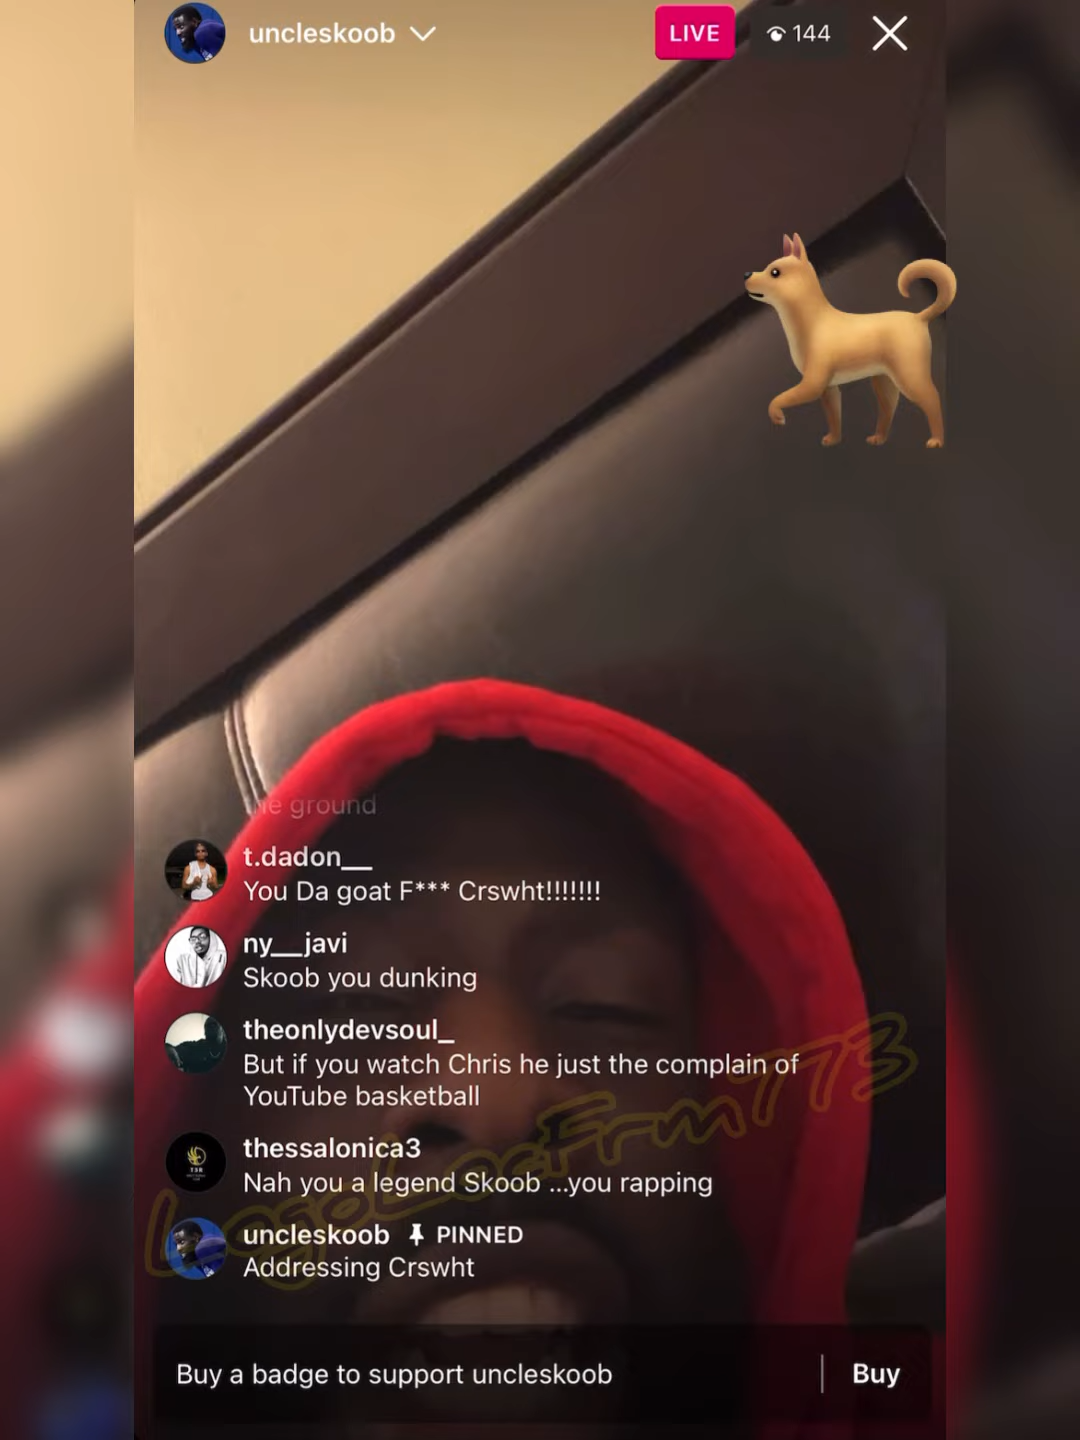 uncleskoob
LIVE
144
the ground
t.dadon__
You Da goat F*** Crswht!!!!!!!
ny__javi
Skoob you dunking
theonlydevsoul_
But if you watch Chris he just the complain of
YouTube basketball
thessalonica3
Nah you a legend Skoob ...you rapping
uncleskoob PINNED
Addressing Crswht
LegoLocFrm773
Buy a badge to support uncleskoob
Buy